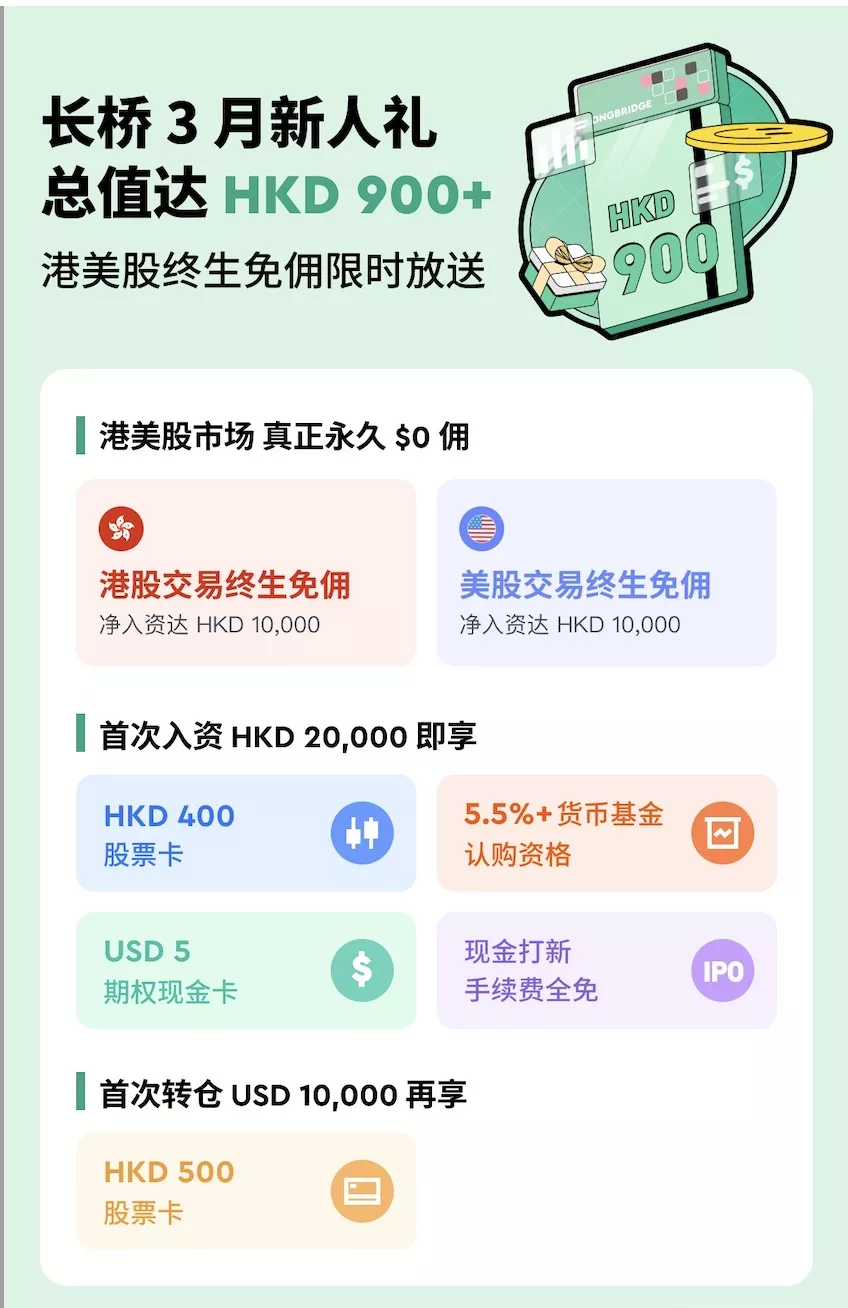 长桥 3 月新人礼
总值达 HKD 900+
港美股终生免佣限时放送
LONGBRIDGE
$
HKD
900
港美股市场 真正永久 $0 佣
港股交易终生免佣
净入资达 HKD 10,000
美股交易终生免佣
净入资达 HKD 10,000
首次入资 HKD 20,000 即享
HKD 400
股票卡
5.5%+货币基金
认购资格
USD 5
期权现金卡
$
现金打新
手续费全免
IPO
首次转仓 USD 10,000 再享
HKD 500
股票卡